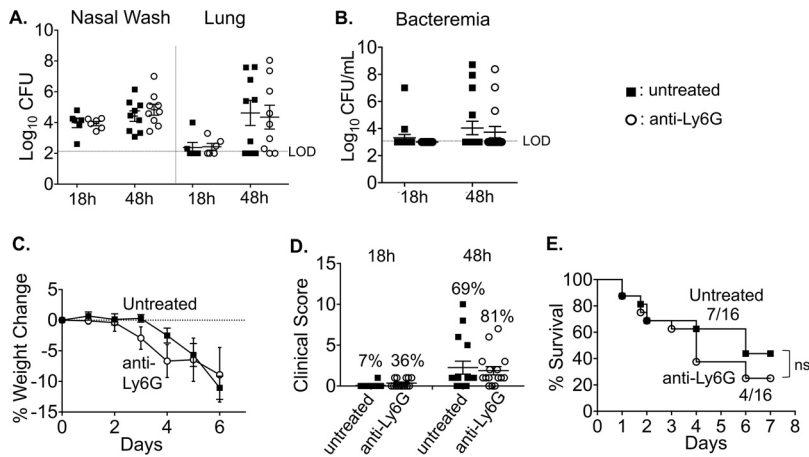 A.
Nasal Wash
Lung
Log10 CFU
10
8
6
4
2
0
LOD
18h
48h
18h
48h
B.
Bacteremia
Log10 CFU/mL
10
8
6
4
2
0
LOD
18h
48h
■: untreated
○: anti-Ly6G
C.
% Weight Change
5
0
-5
-10
-15
Untreated
anti-
Ly6G
0
2
4
6
Days
D.
18h
48h
Clinical Score
15
10
5
0
7%
36%
69%
81%
untreated
anti-Ly6G
untreated
anti-Ly6G
E.
% Survival
100
80
60
40
20
0
Untreated
7/16
ns
anti-Ly6G
4/16
0
1
2
3
4
5
6
7
8
Days